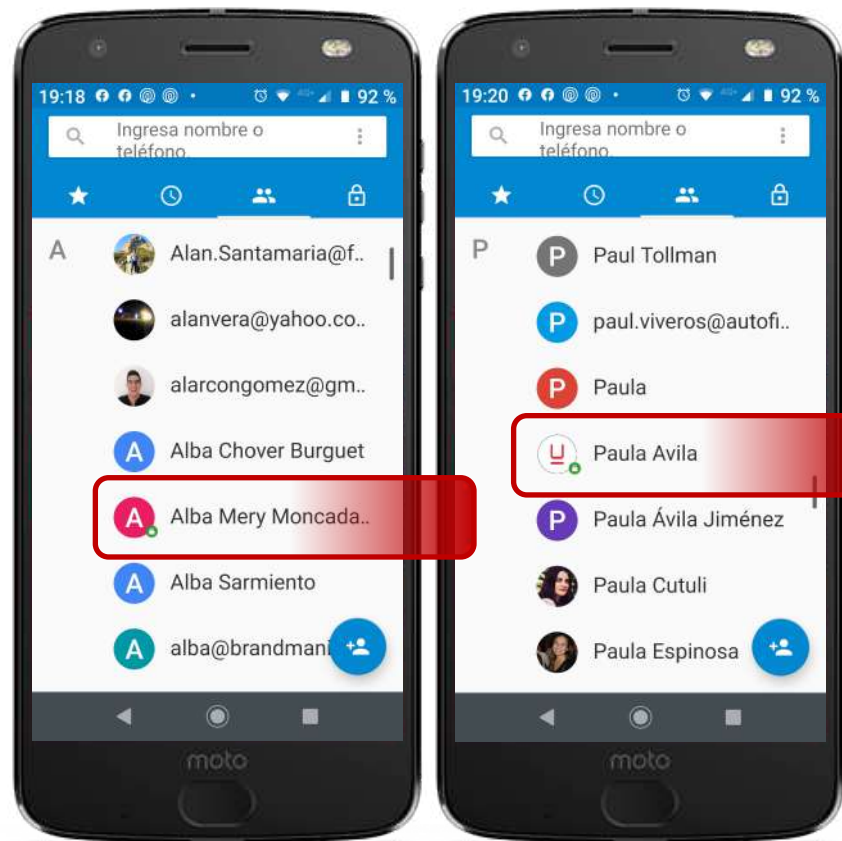 19:18
92 %
Ingresa nombre o
teléfono.
A
Alan.Santamaria@f..
alanvera@yahoo.co..
alarcongomez@gm..
A Alba Chover Burguet
A Alba Mery Moncada..
A Alba Sarmiento
A alba@brandmani
moto
19:20
92 %
Ingresa nombre o
teléfono.
P
P Paul Tollman
P paul.viveros@autofi..
P Paula
U Paula Avila
P Paula Ávila Jiménez
Paula Cutuli
Paula Espinosa
moto